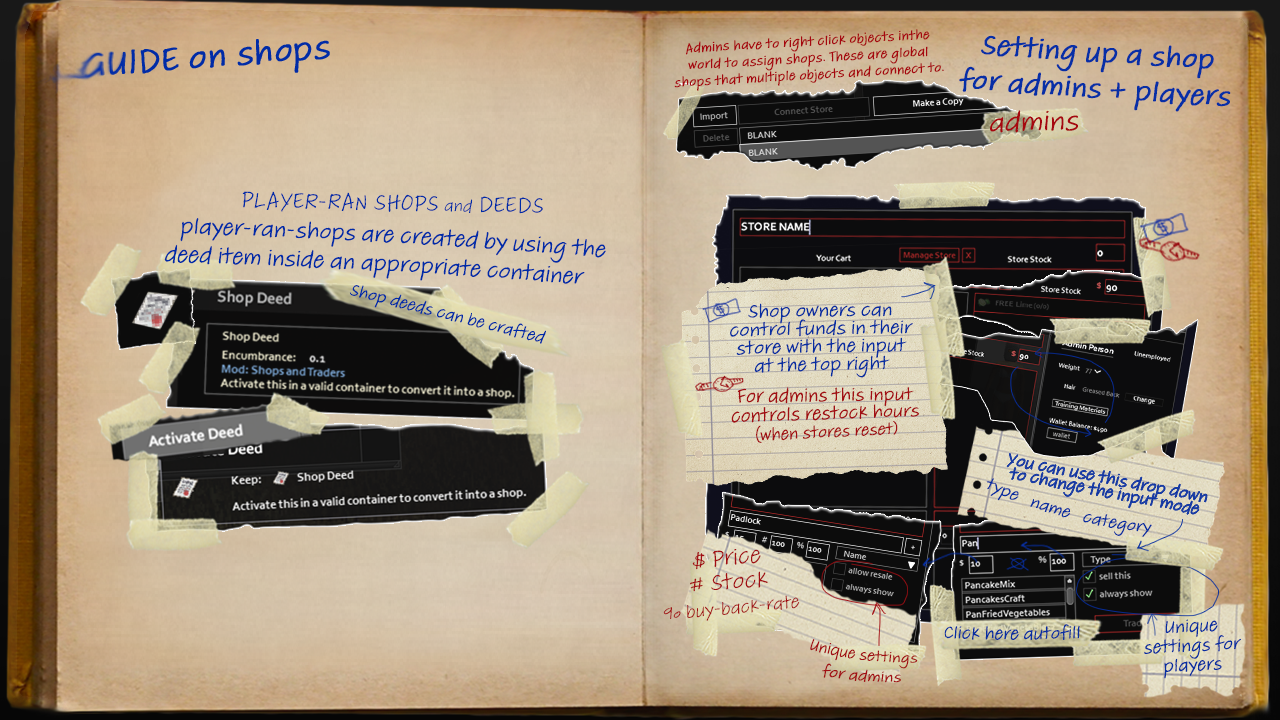 GUIDE on shops
PLAYER-RAN SHOPS and DEEDS
player-ran-shops are created by using the
deed item inside an appropriate container
Shop Deed
Shop deeds can be crafted
Shop Deed
Encumbrance: 0.1
Mod: Shops and Traders
Activate this in a valid container to convert it into a shop.
Activate Deed
Deed
Keep: Shop Deed
Activate this in a valid container to convert it into a shop.
Admins have to right click objects inthe
world to assign shops. These are global
shops that multiple objects and connect to.
Setting up a shop
for admins + players
admins
Import
Connect Store
Make a Copy
Delete
BLANK
BLANK
STORE NAME
Your Cart
Manage Store
X
Store Stock
0
Store Stock
$ 90
Shop owners can
control funds in their
store with the input
at the top right
For admins this input
controls restock hours
(when stores reset)
Stock
$ 90
Admin Person
Unemployed
Weight 77
Hair Greased Back
Change
Training Materials
Wallet Balance: $190
wallet
You can use this drop down
to change the input mode
type name category
Padlock
+
# 100 % 100
Name
allow resale
always show
$ Price
# Stock
% buy-back-rate
Unique settings
for admins
0
Pan
$ 10
% 100
Type
sell this
always show
PancakeMix
PancakesCraft
PanFriedVegetables
Click here autofill
Unique
settings for
players